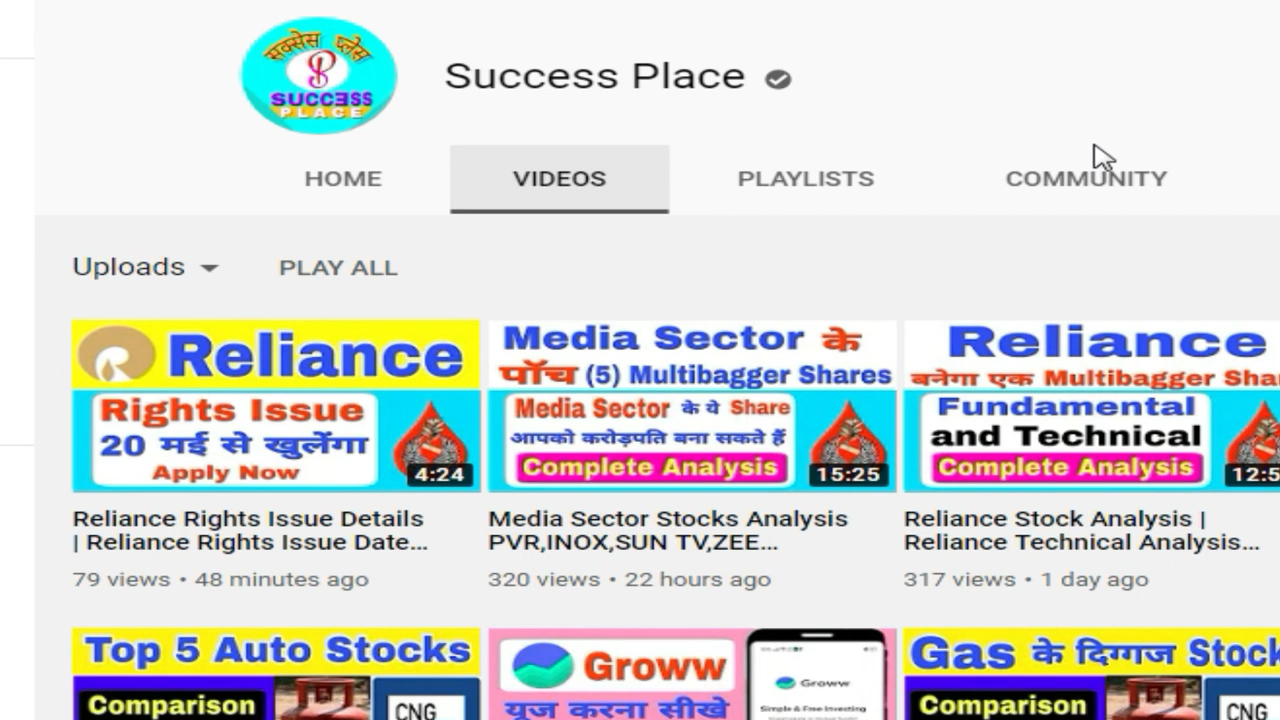 सक्सेस प्लेस
SUCCESS
PLACE
Success Place
HOME
VIDEOS
PLAYLISTS
COMMUNITY
Uploads
PLAY ALL
Reliance
Rights Issue
20 मई से खुलेंगा
Apply Now
4:24
Reliance Rights Issue Details
| Reliance Rights Issue Date...
79 views • 48 minutes ago
Media Sector के
पाॅंच (5) Multibagger Shares
Media Sector के ये Share
आपको करोड़पति बना सकते हैं
Complete Analysis
15:25
Media Sector Stocks Analysis
PVR,INOX,SUN TV,ZEE...
320 views • 22 hours ago
Reliance
बनेगा एक Multibagger
Fundamental
and Technical
Complete Analysis
Reliance Stock Analysis |
Reliance Technical Analysis...
317 views • 1 day ago
Top 5 Auto Stocks
Comparison
CNG
Groww
यूज करना सीखे
Groww
Simple & Free Investing
Gas के दिग्गज Stock
Comparison
CNG